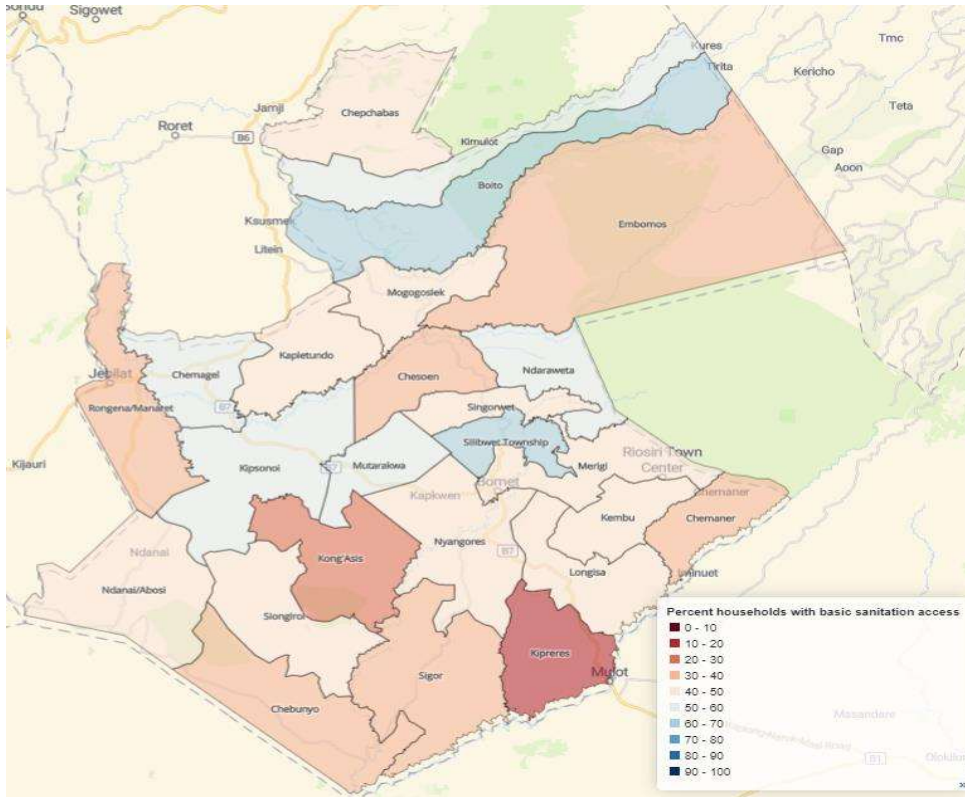 Sigowet
Kures
Tmc
Tirita
Kericho
Jamji
Chepchabas
Teta
Roret
B6
Kimulot
Gap
Aoon
Boito
Ksusmek
Embomos
Litein
Mogogosiek
Kapletundo
Ndaraweta
Chemagel
Chesoen
Jebilat
B7
Rongena/Manaret
Singorwet
Silibwet Township
Riosiri Town
Center
Kijauri
Kipsonoi
Mutarakwa
Merigi
Bomet
Kapkwen
Chemaner
Kembu
Chemaner
Ndanai
Kong'Asis
Nyangores
B7
Longisa
Ndanai/Abosi
Siongiroi
Kipreres
Sigor
Mulot
Chebunyo
Percent households with basic sanitation access
0 - 10
10 - 20
20 - 30
30 - 40
40 - 50
50 - 60
60 - 70
70 - 80
80 - 90
90 - 100